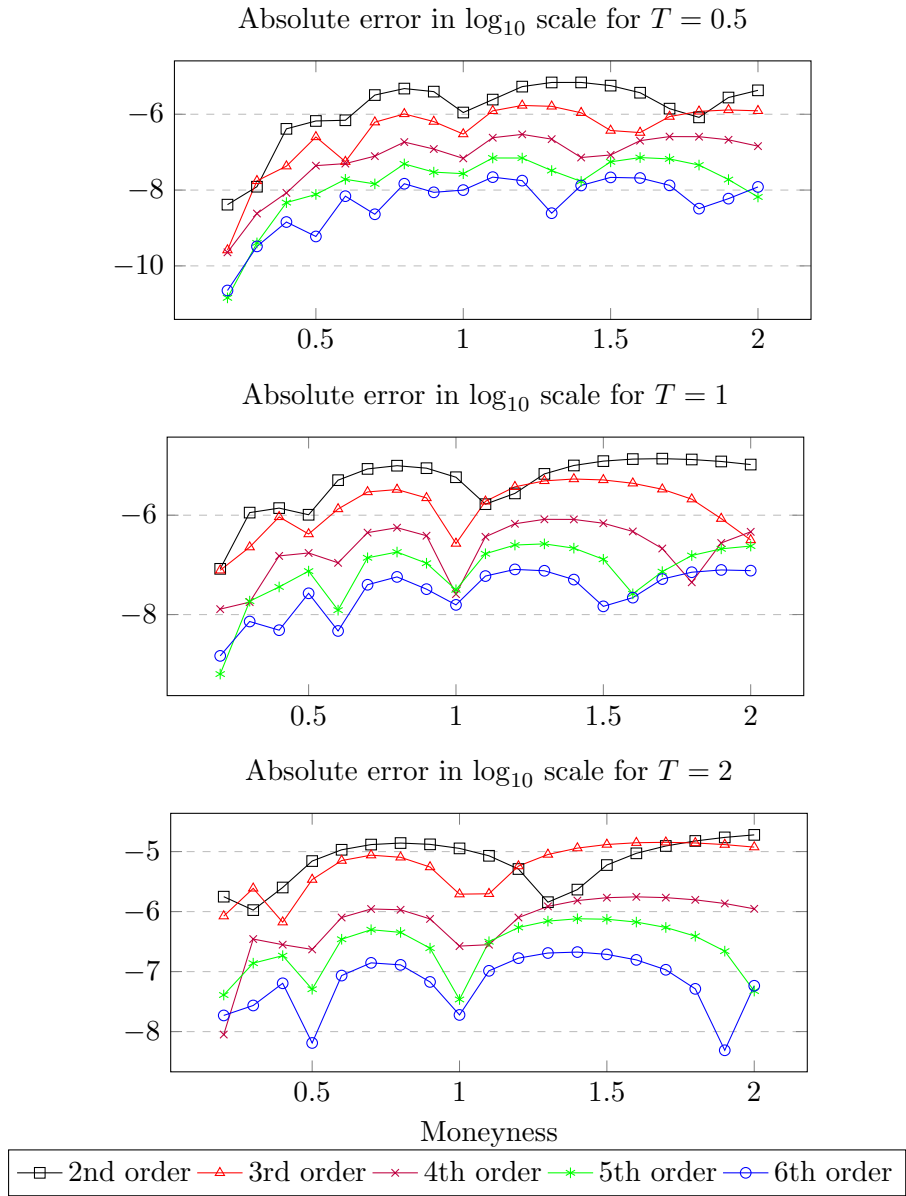 Absolute error in log₁₀ scale for T = 0.5
−6
−8
−10
0.5 1 1.5 2
Absolute error in log₁₀ scale for T = 1
−6
−8
0.5 1 1.5 2
Absolute error in log₁₀ scale for T = 2
−5
−6
−7
−8
0.5 1 1.5 2
Moneyness
2nd order 3rd order 4th order 5th order 6th order